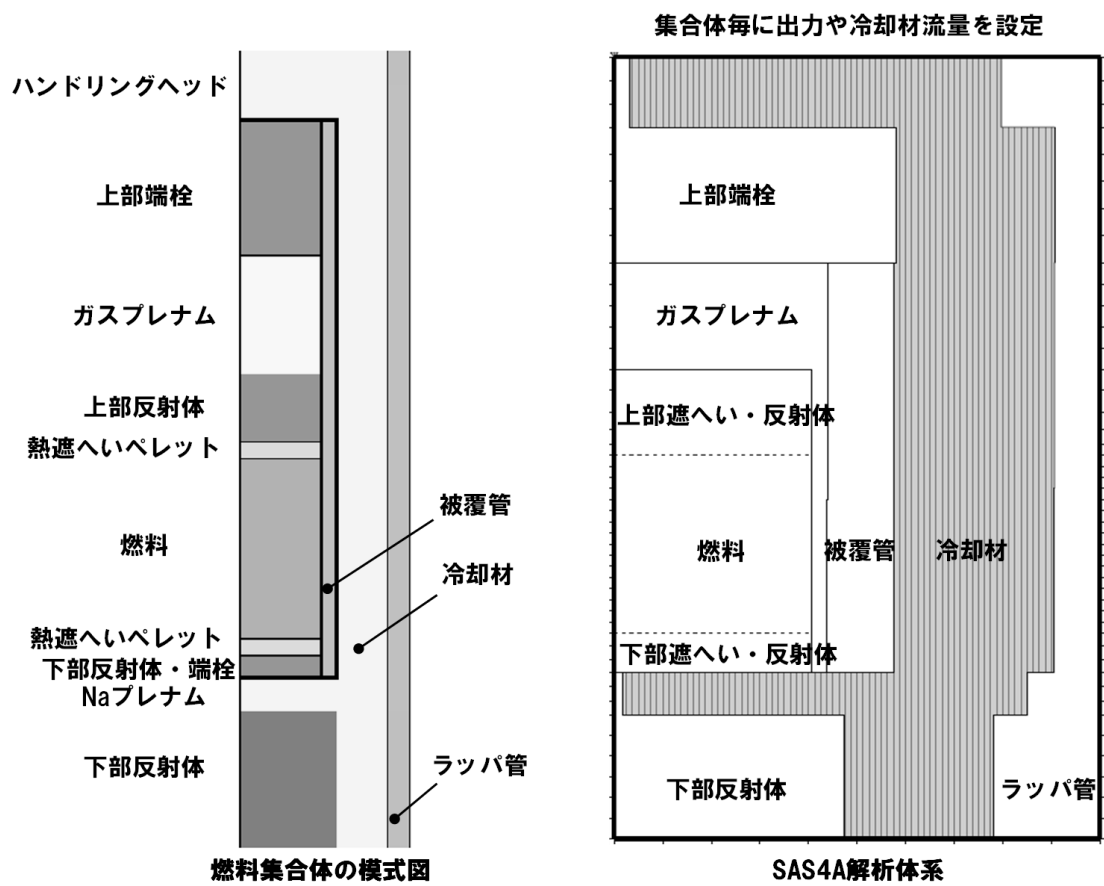 集合体毎に出力や冷却材流量を設定
ハンドリングヘッド
上部端栓
ガスプレナム
上部反射体
熱遮へいペレット
燃料
熱遮へいペレット
下部反射体・端栓
Naプレナム
下部反射体
被覆管
冷却材
ラッパ管
燃料集合体の模式図
上部端栓
ガスプレナム
上部遮へい・反射体
燃料
被覆管
冷却材
下部遮へい・反射体
下部反射体
ラッパ管
SAS4A解析体系